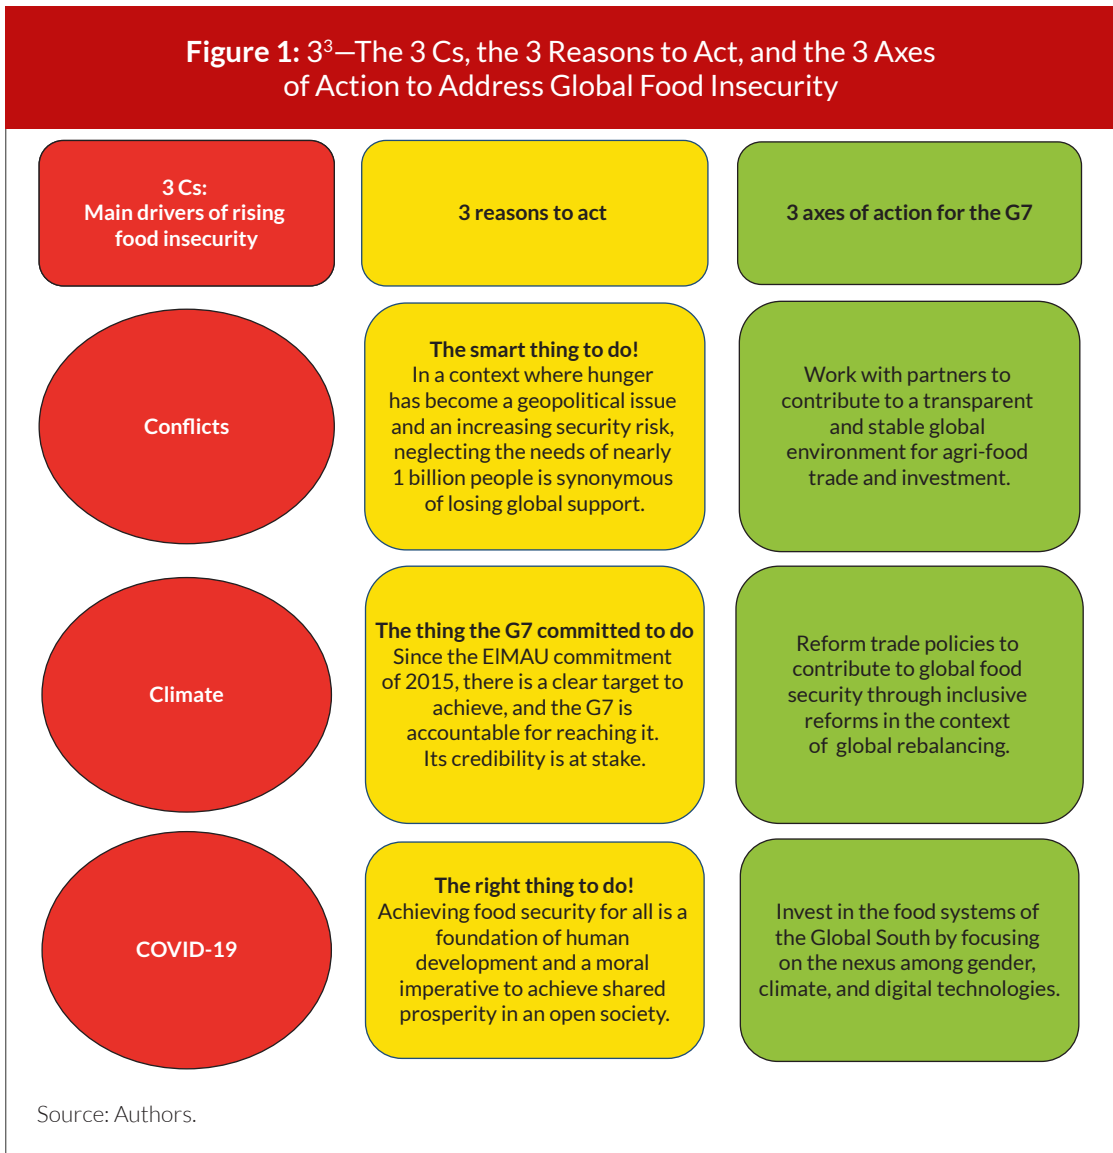 Figure 1: 3³—The 3 Cs, the 3 Reasons to Act, and the 3 Axes
of Action to Address Global Food Insecurity
3 Cs:
Main drivers of rising
food insecurity
3 reasons to act
3 axes of action for the G7
Conflicts
The smart thing to do!
In a context where hunger
has become a geopolitical issue
and an increasing security risk,
neglecting the needs of nearly
1 billion people is synonymous
of losing global support.
Work with partners to
contribute to a transparent
and stable global
environment for agri-food
trade and investment.
Climate
The thing the G7 committed to do
Since the ElMAU commitment
of 2015, there is a clear target to
achieve, and the G7 is
accountable for reaching it.
Its credibility is at stake.
Reform trade policies to
contribute to global food
security through inclusive
reforms in the context
of global rebalancing.
COVID-19
The right thing to do!
Achieving food security for all is a
foundation of human
development and a moral
imperative to achieve shared
prosperity in an open society.
Invest in the food systems of
the Global South by focusing
on the nexus among gender,
climate, and digital technologies.
Source: Authors.